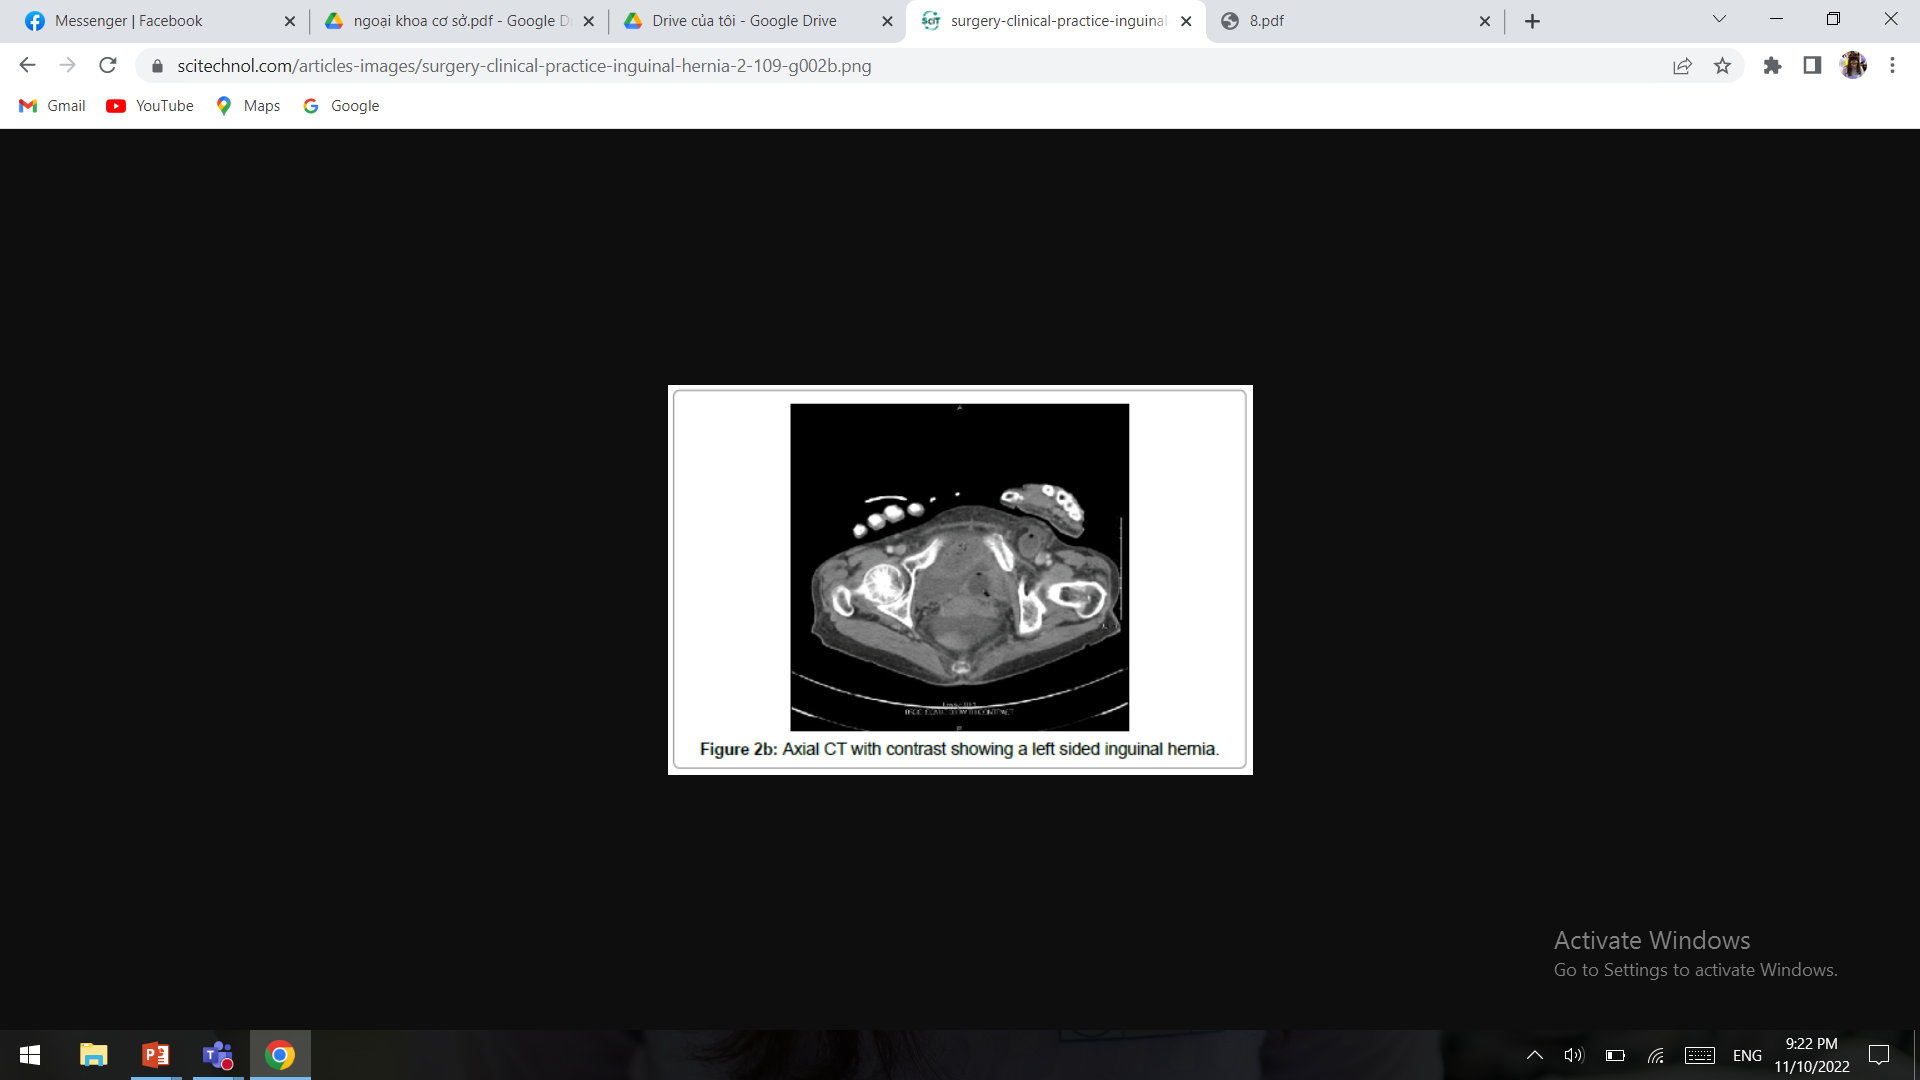 Messenger | Facebook
ngoại khoa cơ sở.pdf - Google D
Drive của tôi - Google Drive
surgery-clinical-practice-inguinal
8.pdf
scitechnol.com/articles-images/surgery-clinical-practice-inguinal-hernia-2-109-g002b.png
Gmail
YouTube
Maps
Google
Figure 2b: Axial CT with contrast showing a left sided inguinal hernia.
Activate Windows
Go to Settings to activate Windows.
ENG
9:22 PM
11/10/2022